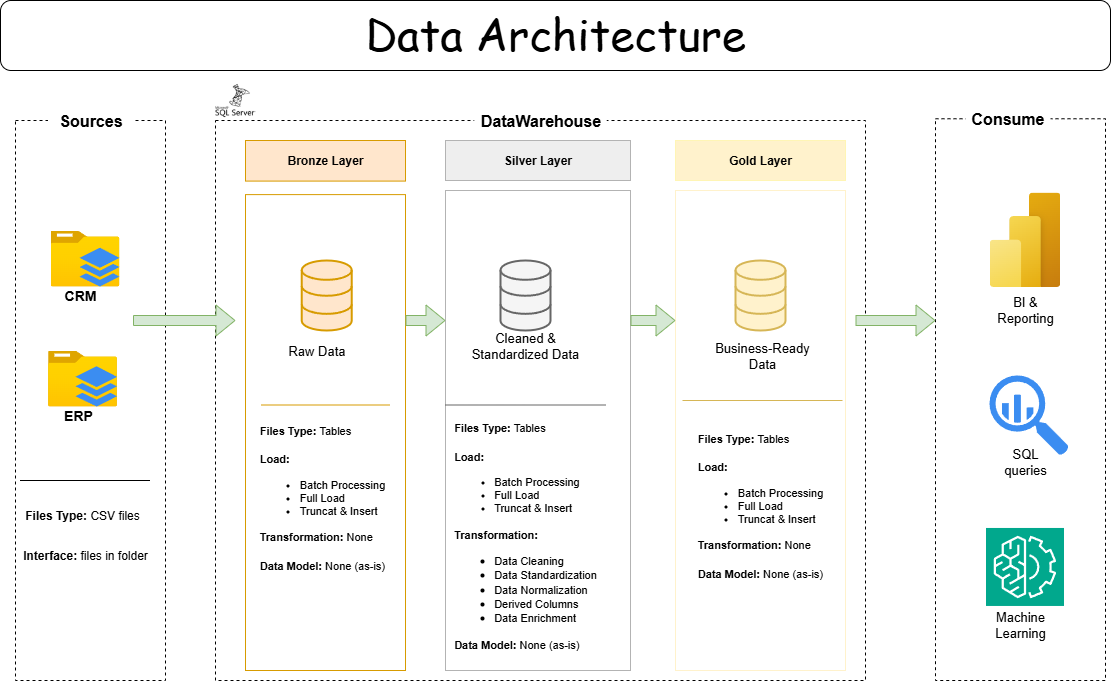 Data Architecture
Sources
CRM
ERP
Files Type: CSV files
Interface: files in folder
Microsoft
SQL Server
DataWarehouse
Bronze Layer
Raw Data
Files Type: Tables
Load:
• Batch Processing
• Full Load
• Truncat & Insert
Transformation: None
Data Model: None (as-is)
Silver Layer
Cleaned &
Standardized Data
Files Type: Tables
Load:
• Batch Processing
• Full Load
• Truncat & Insert
Transformation:
• Data Cleaning
• Data Standardization
• Data Normalization
• Derived Columns
• Data Enrichment
Data Model: None (as-is)
Gold Layer
Business-Ready
Data
Files Type: Tables
Load:
• Batch Processing
• Full Load
• Truncat & Insert
Transformation: None
Data Model: None (as-is)
Consume
BI &
Reporting
SQL
queries
Machine
Learning